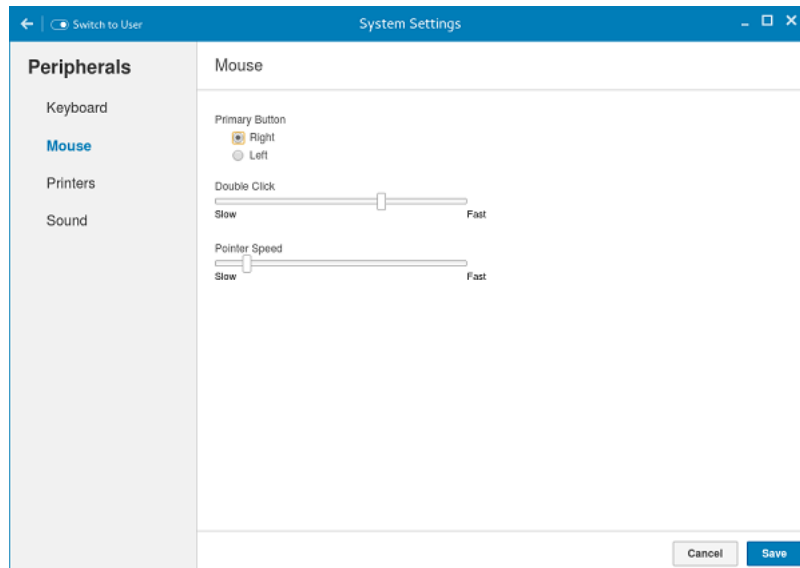 Switch to User
System Settings
Peripherals
Keyboard
Mouse
Printers
Sound
Mouse
Primary Button
Right
Left
Double Click
Slow Fast
Pointer Speed
Slow Fast
Cancel Save